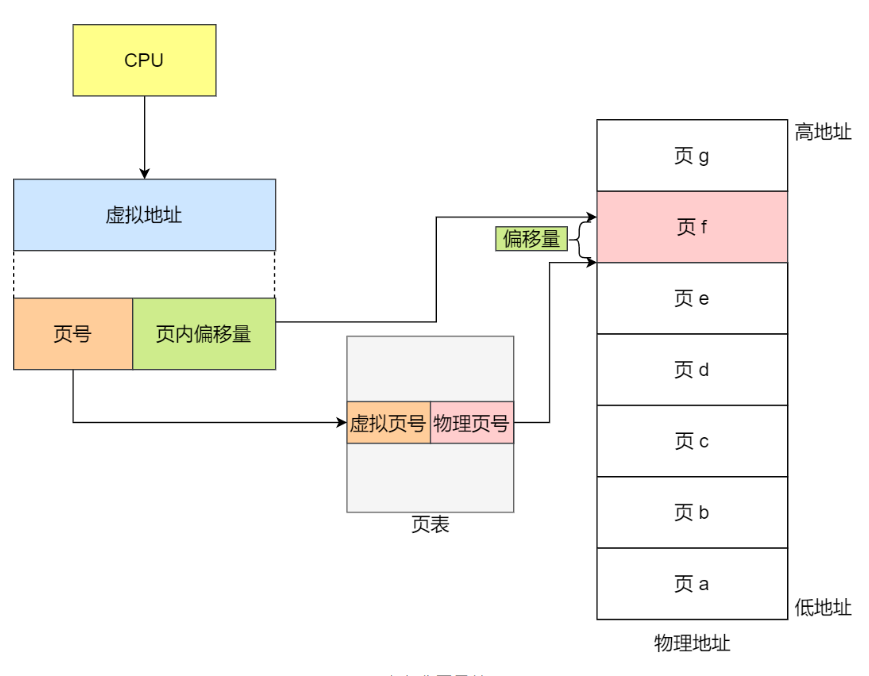 CPU
虚拟地址
页号
页内偏移量
虚拟页号
物理页号
页表
偏移量
高地址
页 g
页 f
页 e
页 d
页 c
页 b
页 a
低地址
物理地址